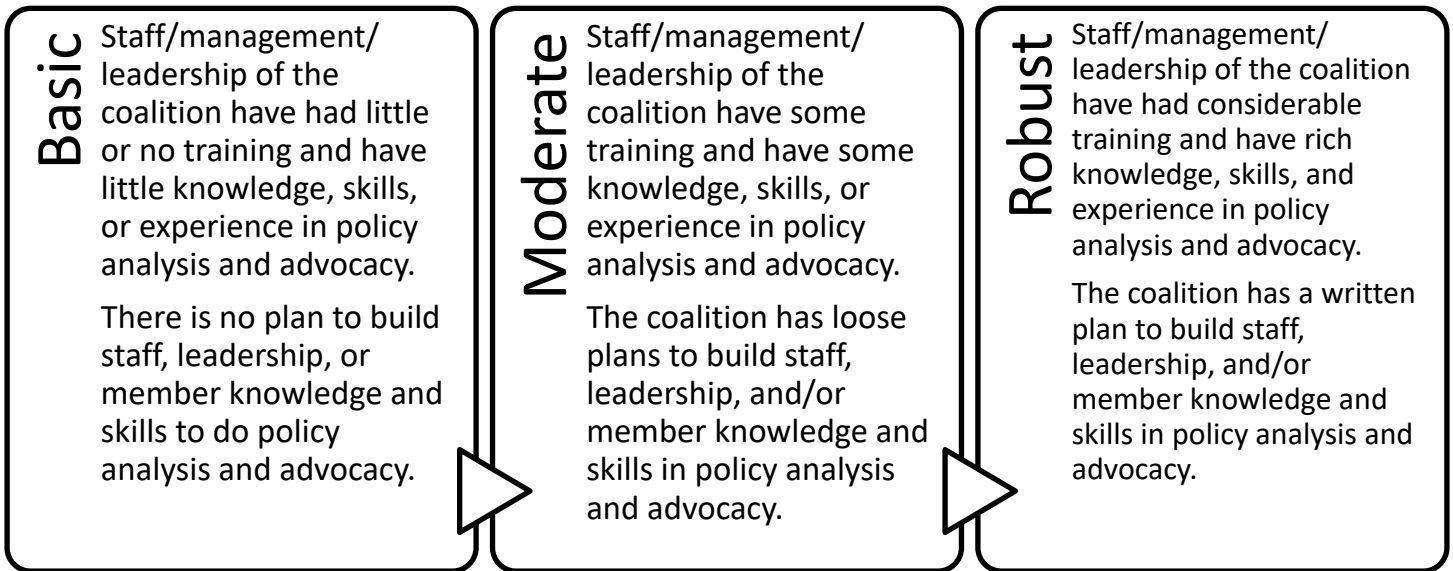 Basic
Staff/management/
leadership of the
coalition have had little
or no training and have
little knowledge, skills,
or experience in policy
analysis and advocacy.
There is no plan to build
staff, leadership, or
member knowledge and
skills to do policy
analysis and advocacy.
Moderate
Staff/management/
leadership of the
coalition have some
training and have some
knowledge, skills, or
experience in policy
analysis and advocacy.
The coalition has loose
plans to build staff,
leadership, and/or
member knowledge and
skills in policy analysis
and advocacy.
Robust
Staff/management/
leadership of the coalition
have had considerable
training and have rich
knowledge, skills, and
experience in policy
analysis and advocacy.
The coalition has a written
plan to build staff,
leadership, and/or
member knowledge and
skills in policy analysis and
advocacy.